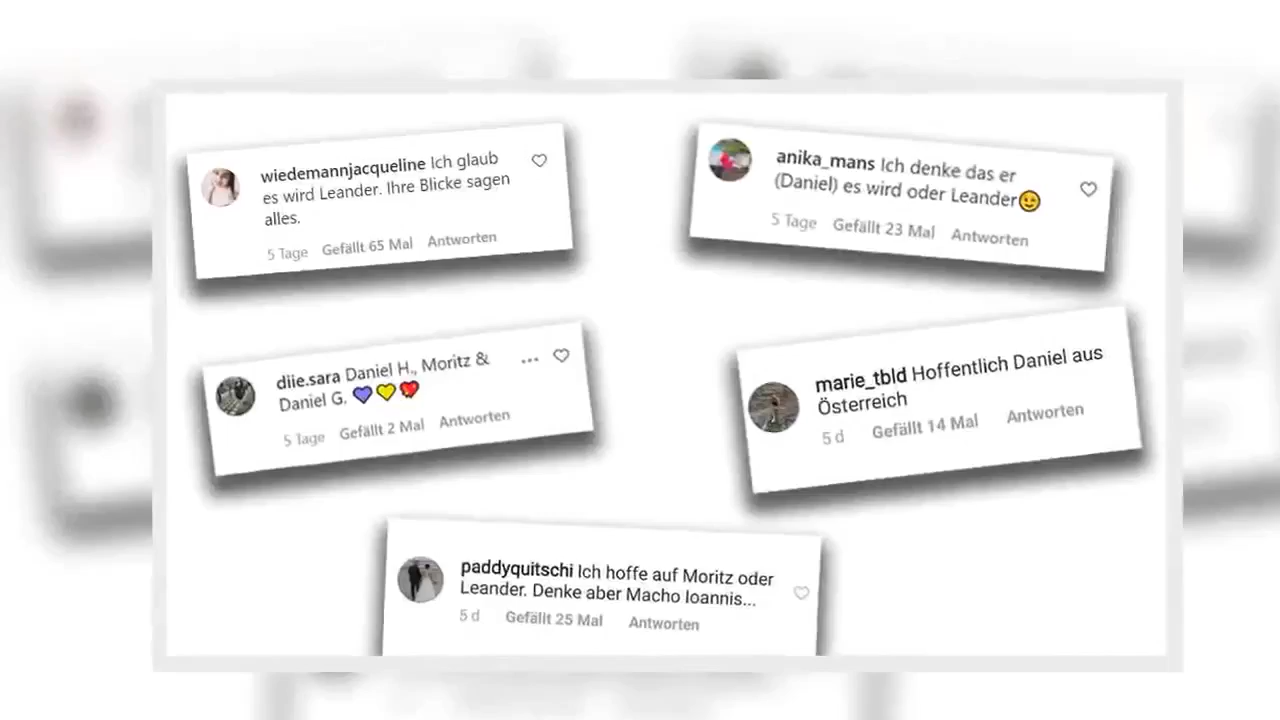 wiedemannjacqueline Ich glaub
es wird Leander. Ihre Blicke sagen
alles.
5 Tage Gefällt 65 Mal Antworten
anika_mans Ich denke das er
(Daniel) es wird oder Leander😉
5 Tage Gefällt 23 Mal Antworten
diie.sara Daniel H., Moritz &
Daniel G. 💜💛❤️
5 Tage Gefällt 2 Mal Antworten
marie_tbld Hoffentlich Daniel aus
Österreich
5 d Gefällt 14 Mal Antworten
paddyquitschi Ich hoffe auf Moritz oder
Leander. Denke aber Macho Ioannis...
5 d Gefällt 25 Mal Antworten